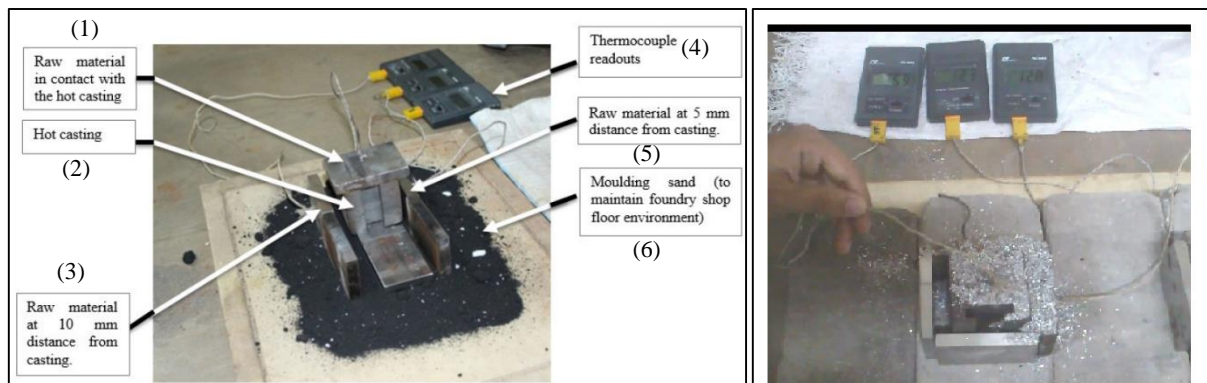 (1)
Raw material
in contact with
the hot casting
Hot casting
(2)
(3)
Raw material
at 10 mm
distance from
casting.
Thermocouple
readouts
(4)
Raw material at 5 mm
distance from casting.
(5)
Moulding sand (to
maintain foundry shop
floor environment)
(6)